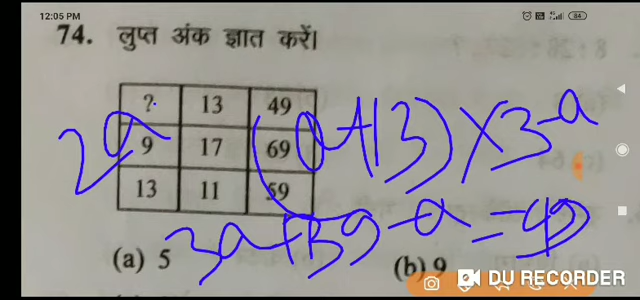 12:05 PM
84
74. लुप्त अंक ज्ञात करें।
? 13 49
9 17 69
13 11 59
(a+13)×3-a
2a
3a+39-a=49
(a) 5
(b) 9
DU RECORDER